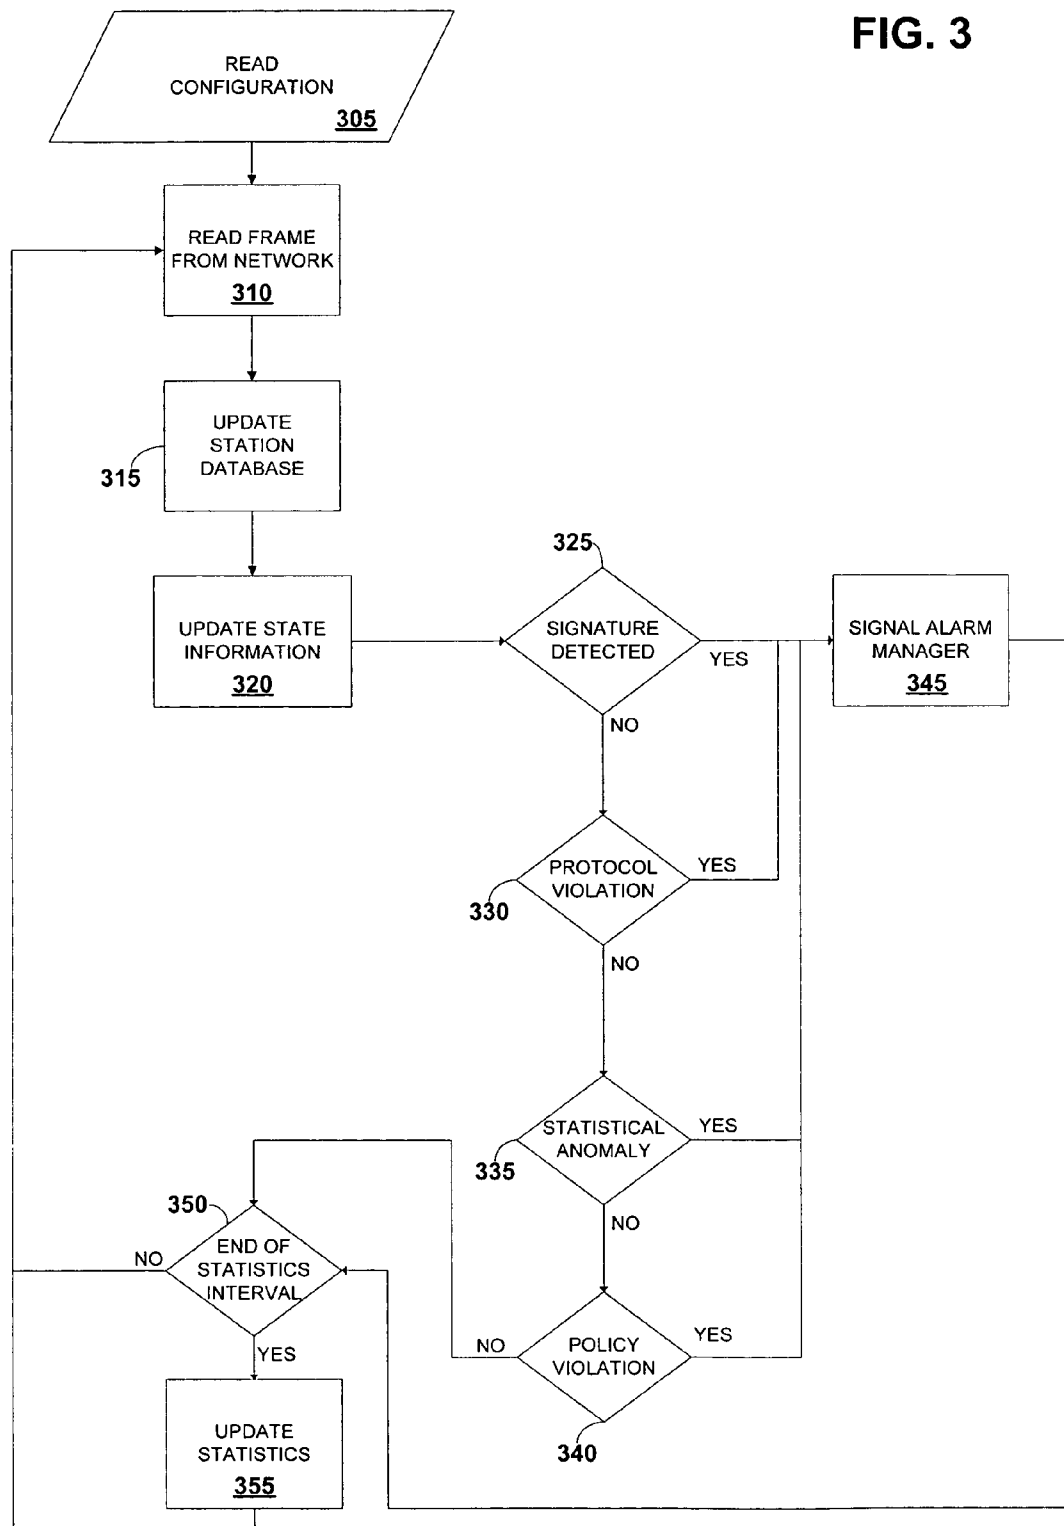 FIG. 3
READ
CONFIGURATION
305
READ FRAME
FROM NETWORK
310
UPDATE
STATION
DATABASE
315
325
UPDATE STATE
INFORMATION
320
SIGNATURE
DETECTED
YES
NO
SIGNAL ALARM
MANAGER
345
PROTOCOL
VIOLATION
YES
330
NO
STATISTICAL
ANOMALY
YES
335
NO
350
END OF
STATISTICS
INTERVAL
NO
YES
POLICY
VIOLATION
YES
NO
340
UPDATE
STATISTICS
355